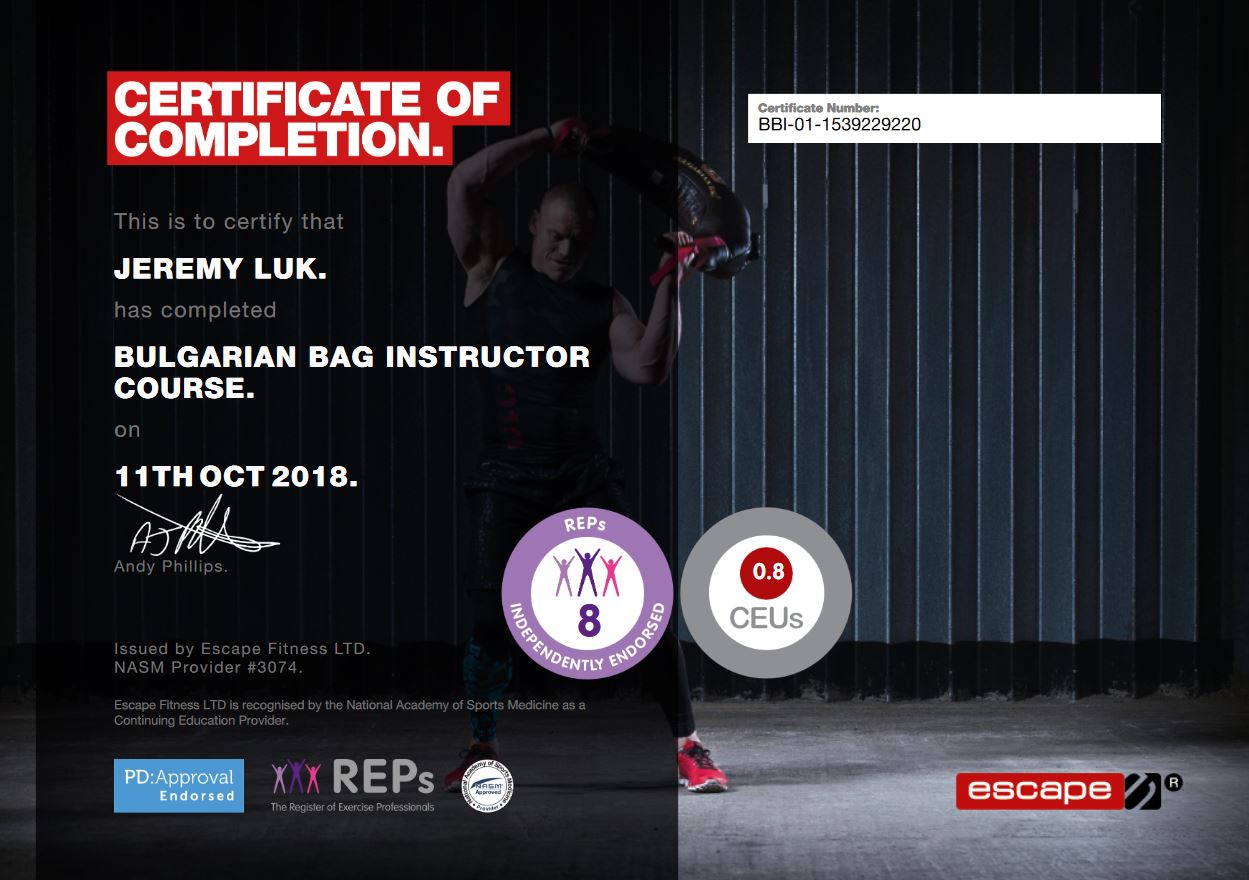 CERTIFICATE OF
COMPLETION.
Certificate Number:
BBI-01-1539229220
This is to certify that
JEREMY LUK.
has completed
BULGARIAN BAG INSTRUCTOR
COURSE.
on
11TH OCT 2018.
Andy Phillips.
REPs
8
INDEPENDENTLY ENDORSED
0.8
CEUs
Issued by Escape Fitness LTD.
NASM Provider #3074.
Escape Fitness LTD is recognised by the National Academy of Sports Medicine as a
Continuing Education Provider.
PD:Approval
Endorsed
REPs
The Register of Exercise Professionals
National Academy of Sports Medicine
NASM
Approved
Provider
escape
R